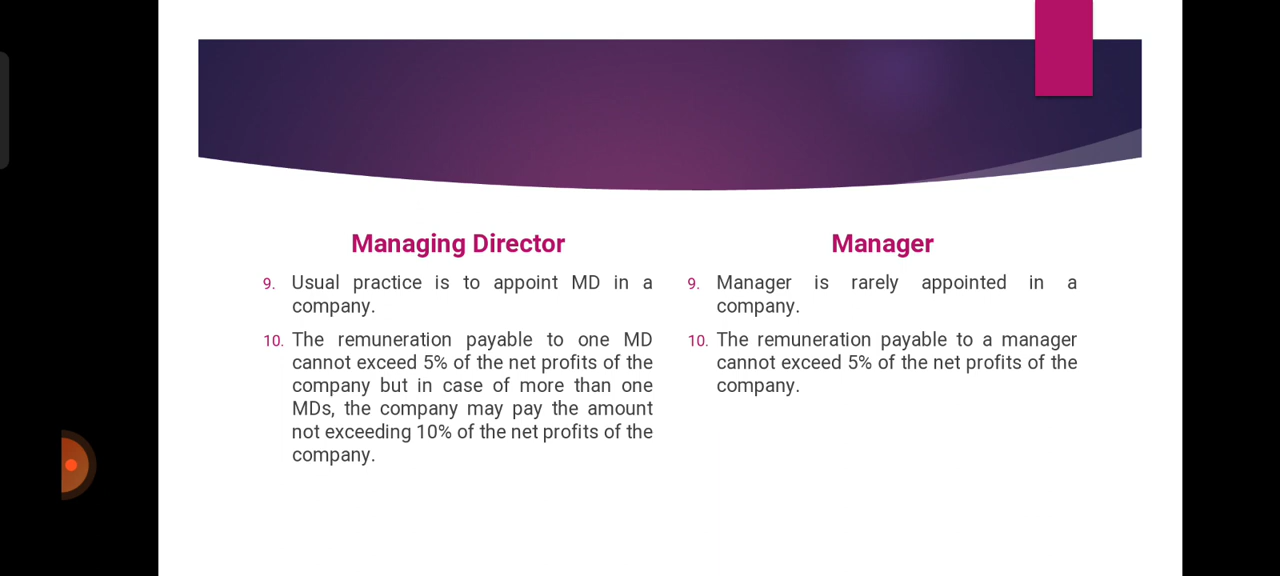 Managing Director
9. Usual practice is to appoint MD in a
company.
10. The remuneration payable to one MD
cannot exceed 5% of the net profits of the
company but in case of more than one
MDs, the company may pay the amount
not exceeding 10% of the net profits of the
company.
Manager
9. Manager is rarely appointed in a
company.
10. The remuneration payable to a manager
cannot exceed 5% of the net profits of the
company.